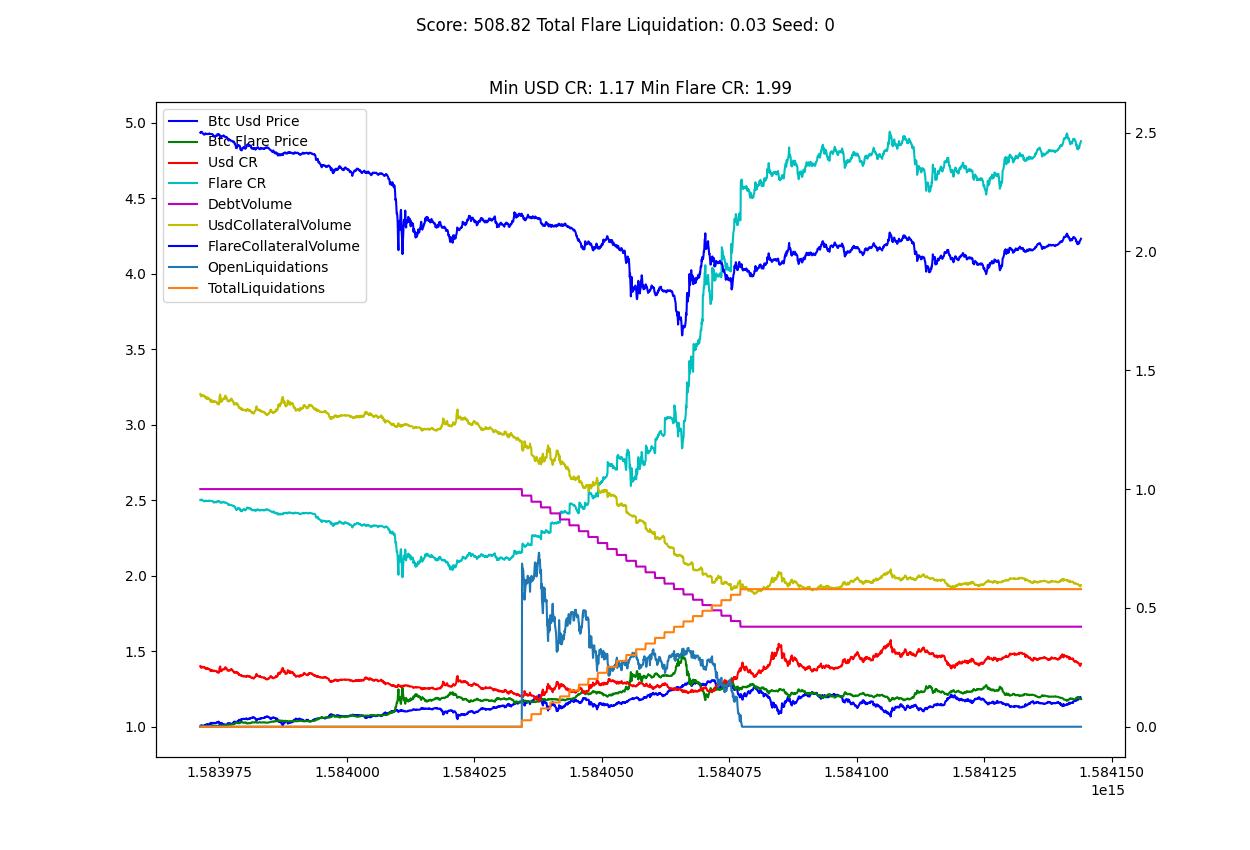 Score: 508.82 Total Flare Liquidation: 0.03 Seed: 0
Min USD CR: 1.17 Min Flare CR: 1.99
Btc Usd Price
Btc Flare Price
Usd CR
Flare CR
DebtVolume
UsdCollateralVolume
FlareCollateralVolume
OpenLiquidations
TotalLiquidations
5.0
4.5
4.0
3.5
3.0
2.5
2.0
1.5
1.0
2.5
2.0
1.5
1.0
0.5
0.0
1.583975 1.584000 1.584025 1.584050 1.584075 1.584100 1.584125 1.584150
1e15